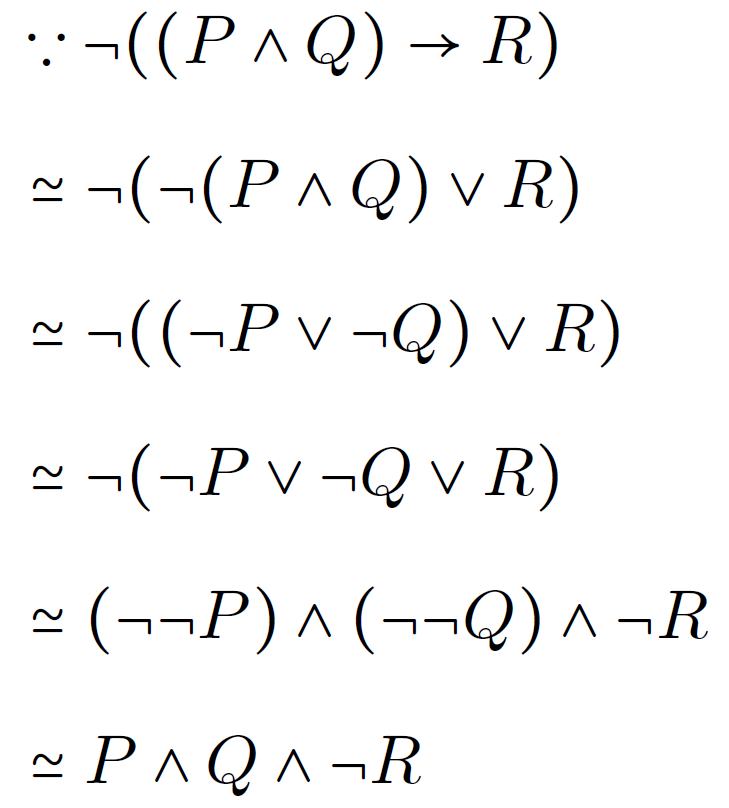 ∵ ¬((P ∧ Q) → R)
≃ ¬(¬(P ∧ Q) ∨ R)
≃ ¬((¬P ∨ ¬Q) ∨ R)
≃ ¬(¬P ∨ ¬Q ∨ R)
≃ (¬¬P) ∧ (¬¬Q) ∧ ¬R
≃ P ∧ Q ∧ ¬R